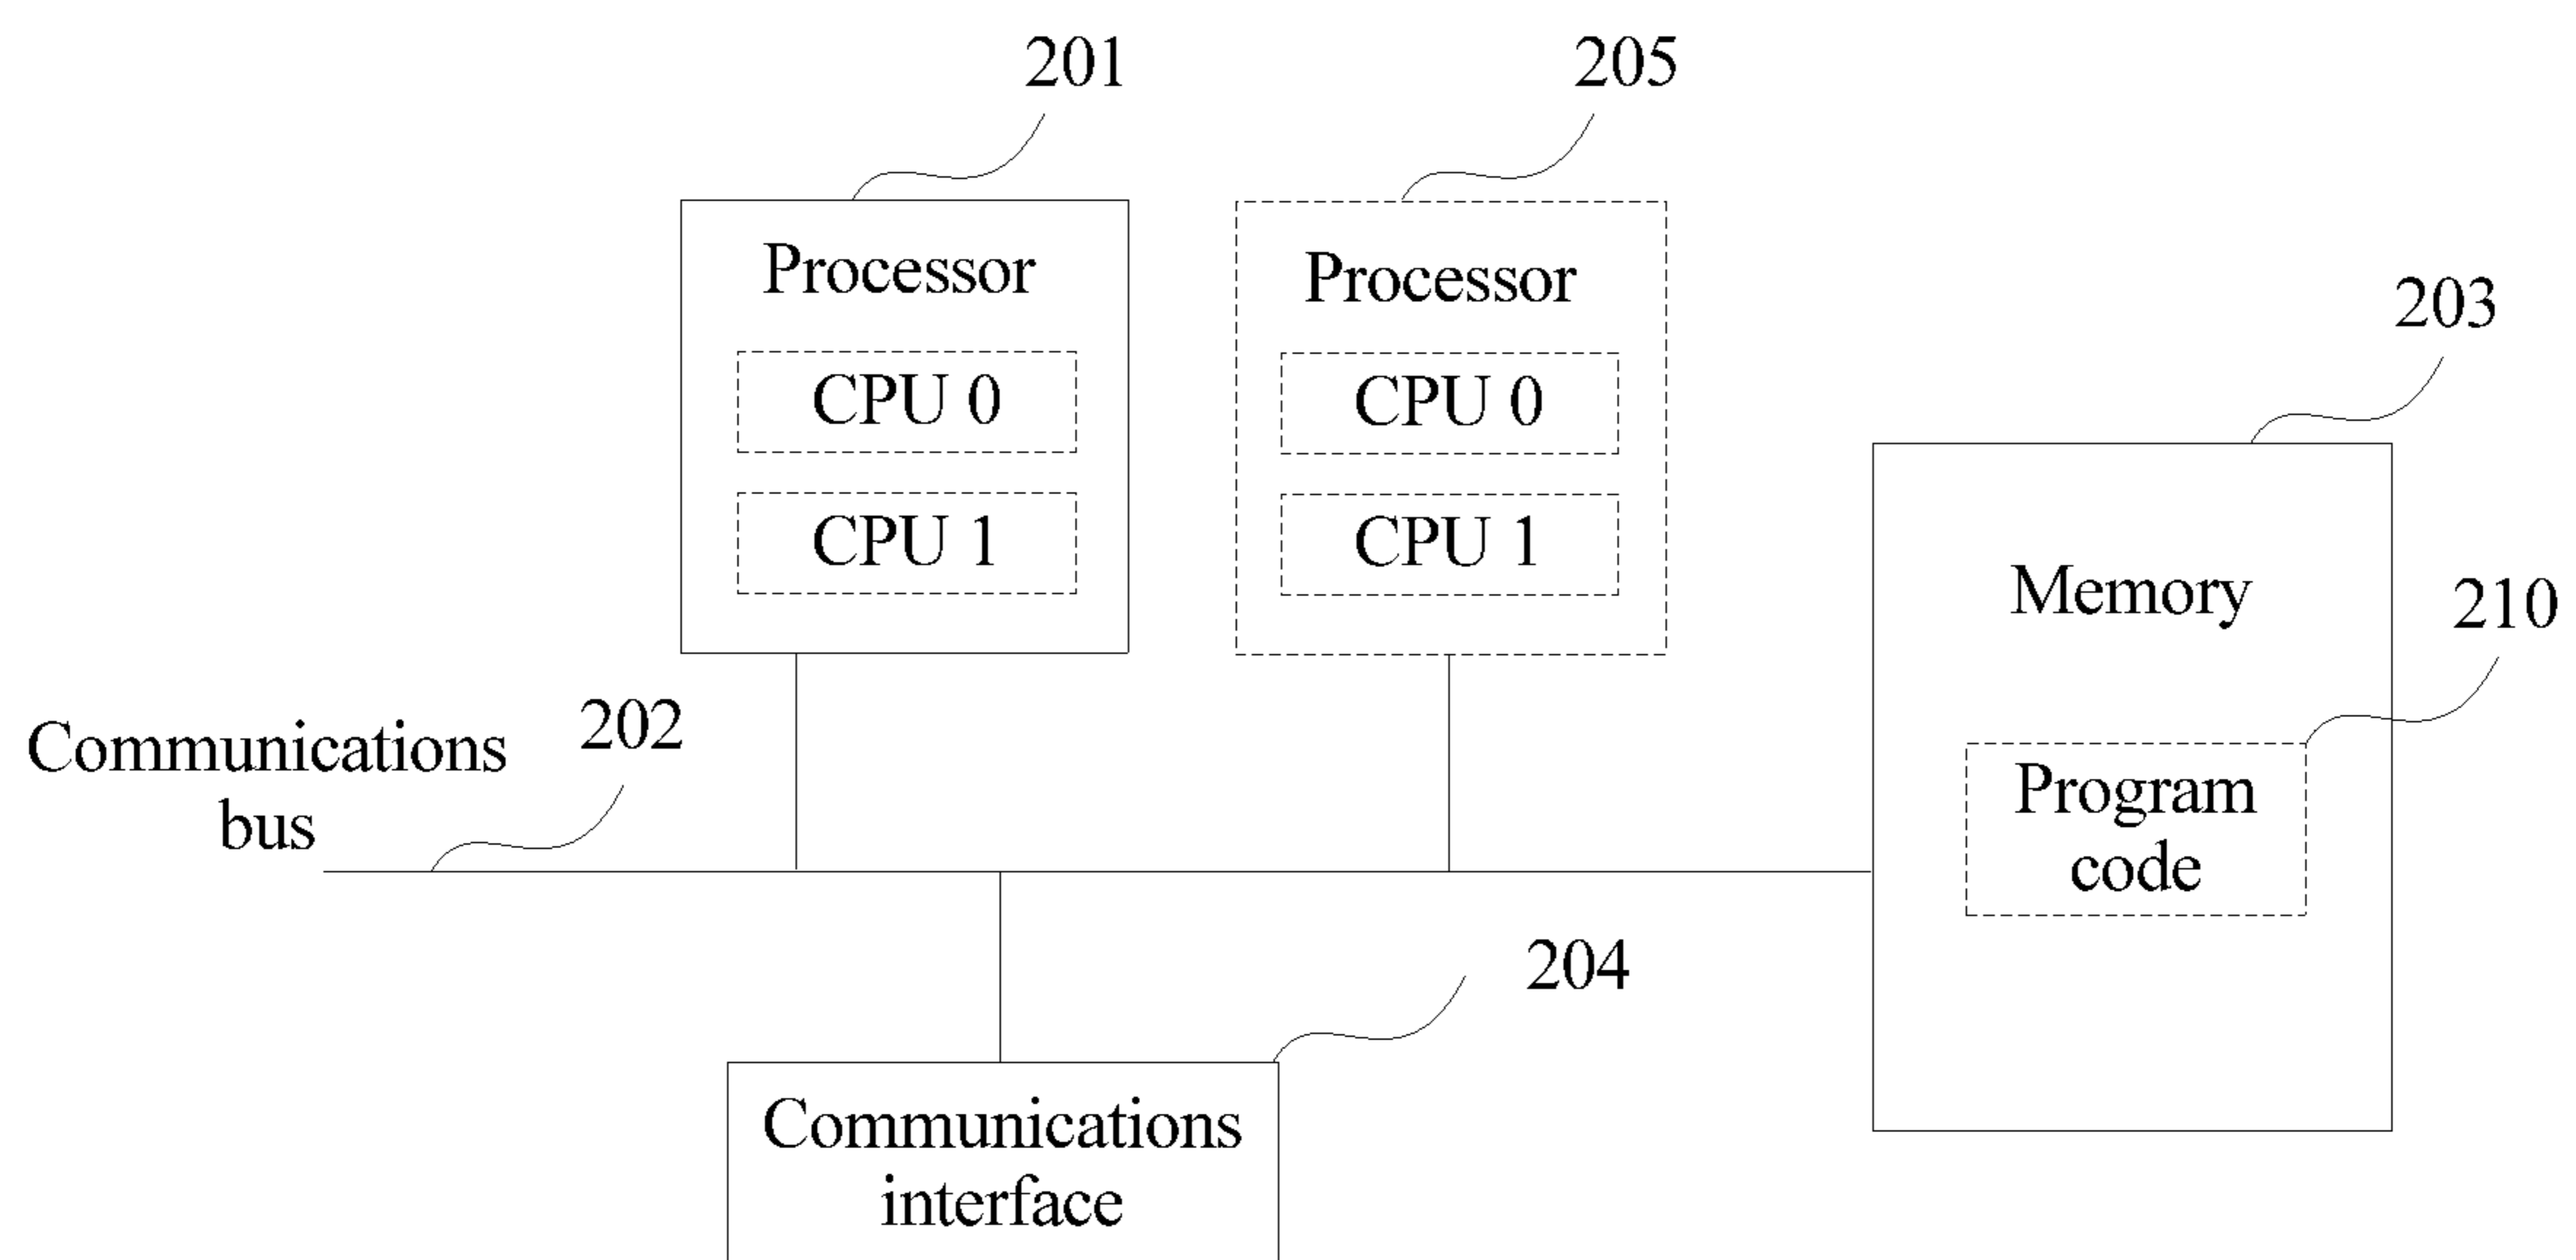 201
205
Processor
Processor
203
CPU 0
CPU 0
CPU 1
CPU 1
Memory
210
202
Communications
bus
Program
code
204
Communications
interface